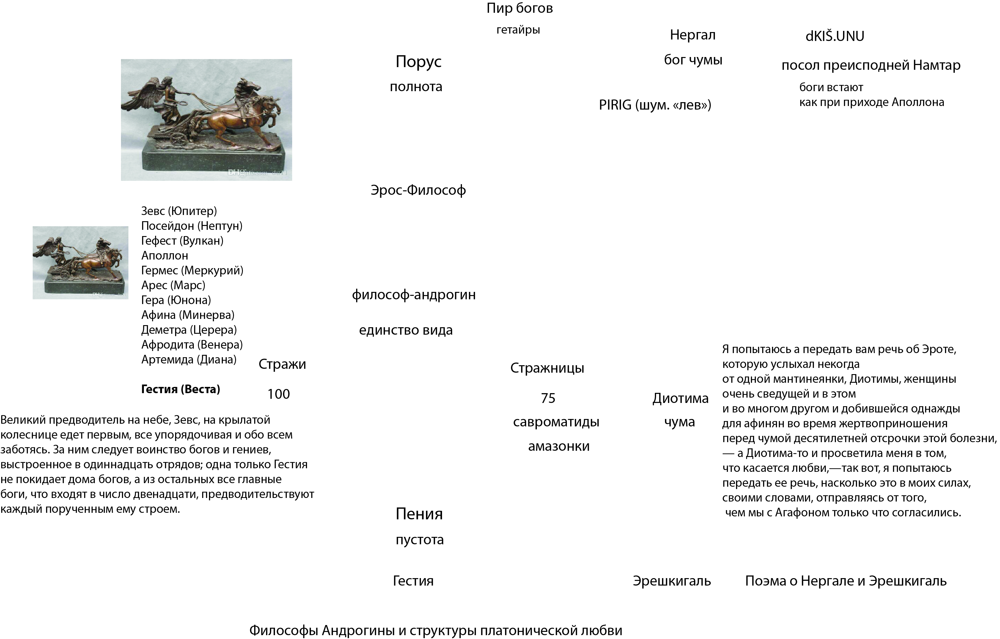 Пир богов
гетайры
Нергал
dKIŠ.UNU
Порус
бог чумы
посол преисподней Намтар
полнота
боги встают
как при приходе Аполлона
PIRIG (шум. «лев»)
DHgate.com du11
Эрос-Философ
Зевс (Юпитер)
Посейдон (Нептун)
Гефест (Вулкан)
Аполлон
Гермес (Меркурий)
Арес (Марс)
Гера (Юнона)
Афина (Минерва)
Деметра (Церера)
Афродита (Венера)
Артемида (Диана)
Гестия (Веста)
философ-андрогин
единство вида
Стражи
100
Стражницы
75
савроматиды
амазонки
Диотима
чума
Я попытаюсь а передать вам речь об Эроте,
которую услыхал некогда
от одной мантинеянки, Диотимы, женщины
очень сведущей и в этом
и во многом другом и добившейся однажды
для афинян во время жертвоприношения
перед чумой десятилетней отсрочки этой болезни,
— а Диотима-то и просветила меня в том,
что касается любви,—так вот, я попытаюсь
передать ее речь, насколько это в моих силах,
своими словами, отправляясь от того,
чем мы с Агафоном только что согласились.
Великий предводитель на небе, Зевс, на крылатой
колеснице едет первым, все упорядочивая и обо всем
заботясь. За ним следует воинство богов и гениев,
выстроенное в одиннадцать отрядов; одна только Гестия
не покидает дома богов, а из остальных все главные
боги, что входят в число двенадцати, предводительствуют
каждый порученным ему строем.
Пения
пустота
Гестия
Эрешкигаль
Поэма о Нергале и Эрешкигаль
Философы Андрогины и структуры платонической любви